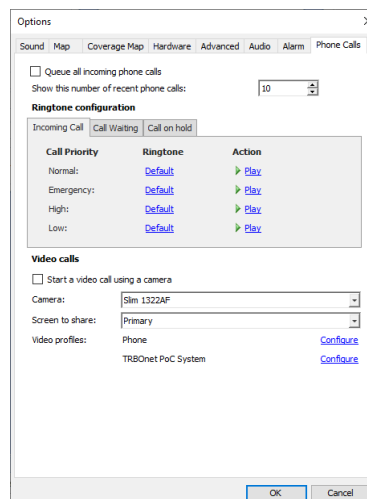 Options
Sound Map Coverage Map Hardware Advanced Audio Alarm Phone Calls
Queue all incoming phone calls
Show this number of recent phone calls: 10
Ringtone configuration
Incoming Call Call Waiting Call on hold
Call Priority Ringtone Action
Normal: Default Play
Emergency: Default Play
High: Default Play
Low: Default Play
Video calls
Start a video call using a camera
Camera: Slim 1322AF
Screen to share: Primary
Video profiles: Phone Configure
TRBOnet PoC System Configure
OK Cancel